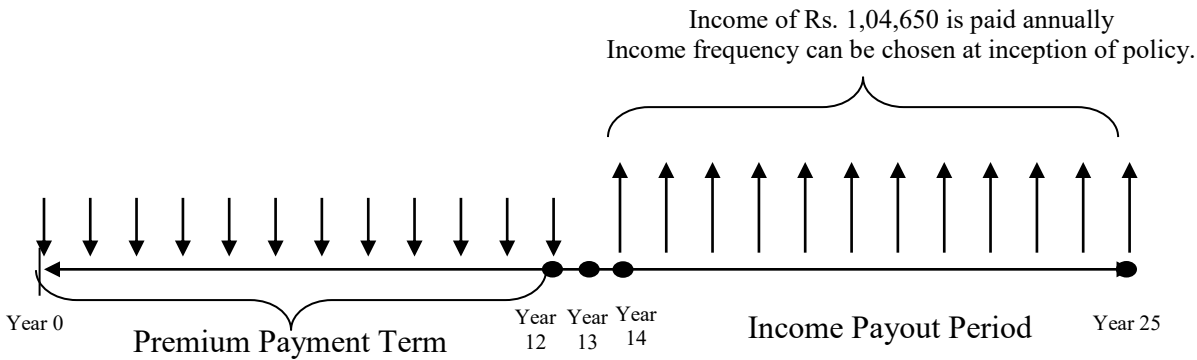 Income of Rs. 1,04,650 is paid annually
Income frequency can be chosen at inception of policy.
Year 0
Premium Payment Term
Year
12
Year
13
Year
14
Income Payout Period
Year 25